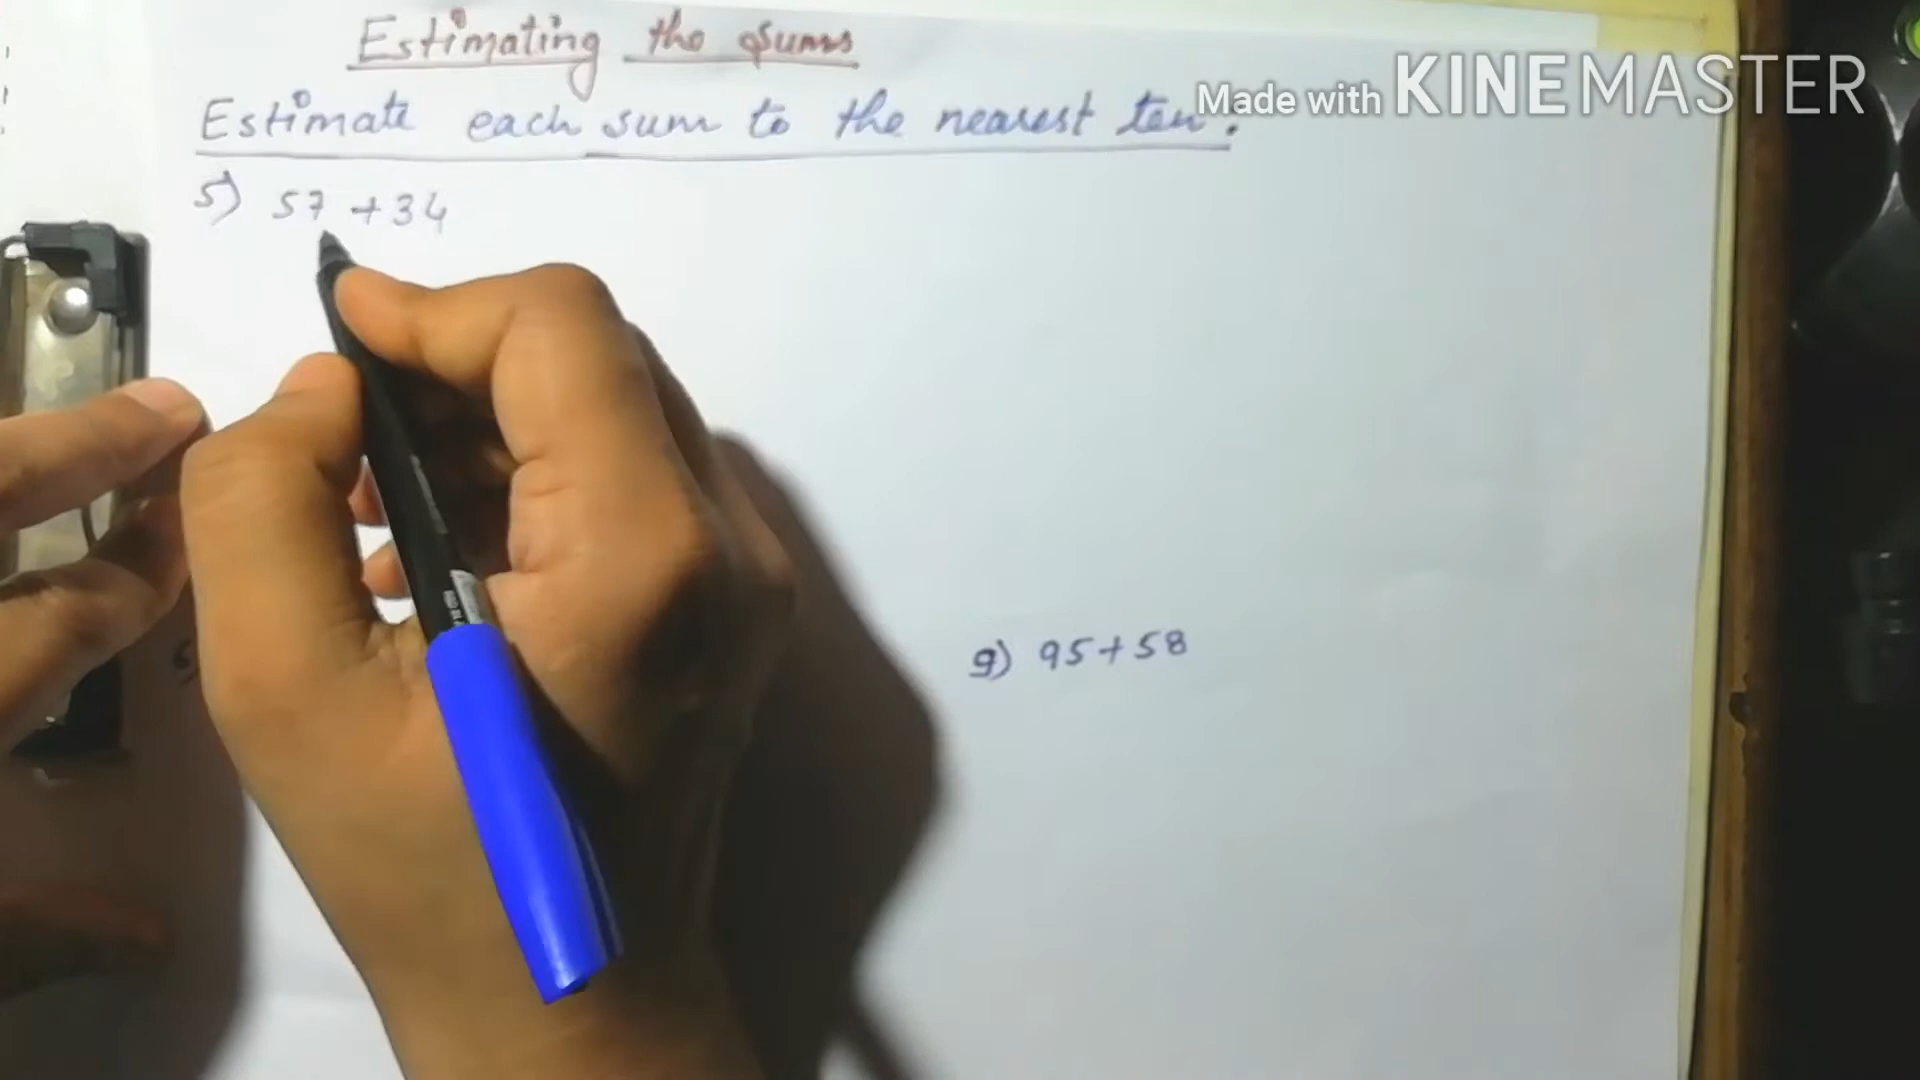 Estimating the Sums
Made with KINEMASTER
Estimate each sum to the nearest ten.
5) 57 + 34
9) 95+58